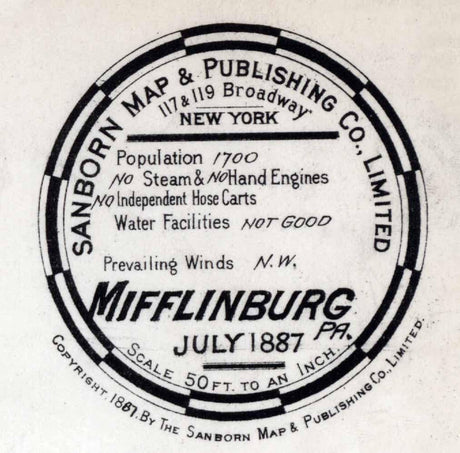 SANBORN MAP & PUBLISHING CO., LIMITED
117 & 119 Broadway
NEW YORK
Population 1700
NO Steam & NO Hand Engines
NO Independent Hose Carts
Water Facilities NOT GOOD
Prevailing Winds N.W.
MIFFLINBURG
PA.
JULY 1887
SCALE 50 FT. TO AN INCH.
COPYRIGHT 1887, BY THE SANBORN MAP & PUBLISHING CO., LIMITED.